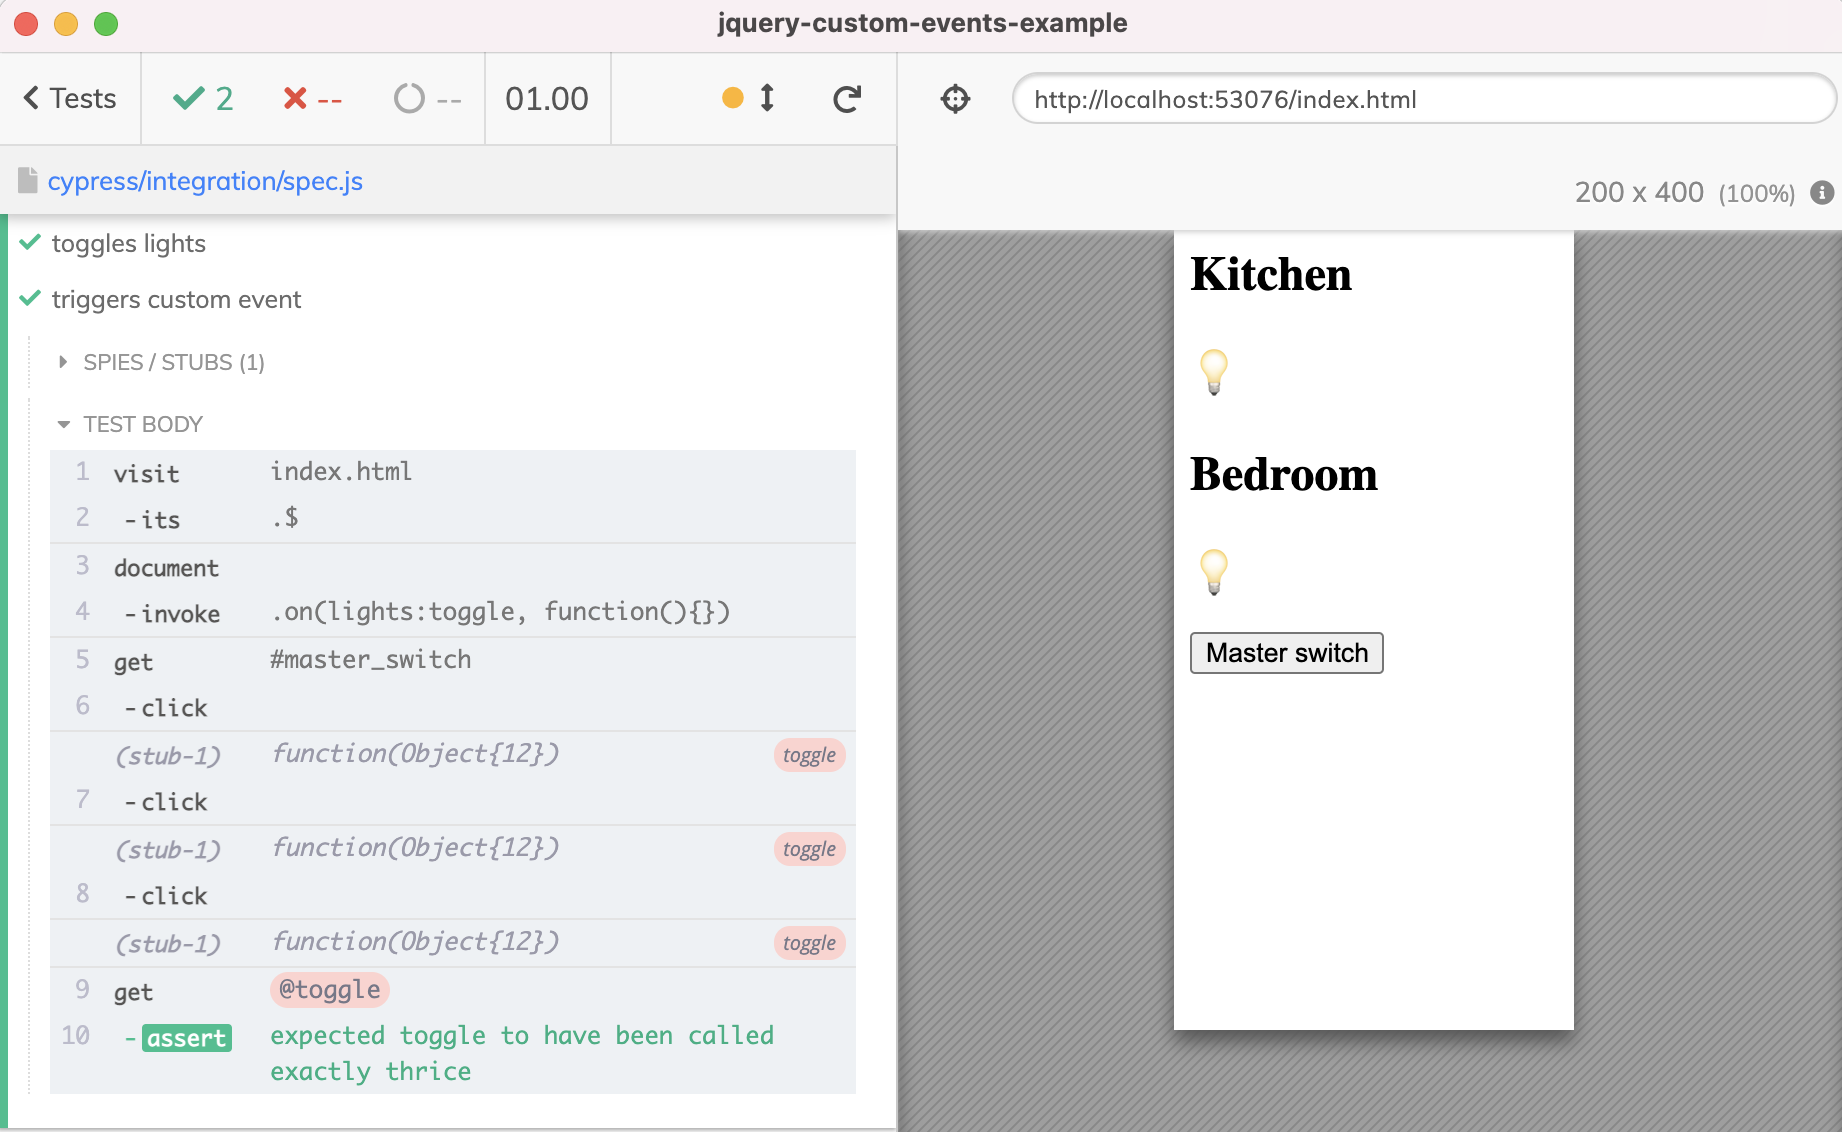 jquery-custom-events-example
Tests 2 -- -- 01.00
http://localhost:53076/index.html
cypress/integration/spec.js
200 x 400 (100%)
toggles lights
triggers custom event
SPIES / STUBS (1)
TEST BODY
1 visit index.html
2 -its .$
3 document
4 -invoke .on(lights:toggle, function(){})
5 get #master_switch
6 -click
(stub-1) function(Object{12}) toggle
7 -click
(stub-1) function(Object{12}) toggle
8 -click
(stub-1) function(Object{12}) toggle
9 get @toggle
10 -assert expected toggle to have been called
exactly thrice
Kitchen
Bedroom
Master switch